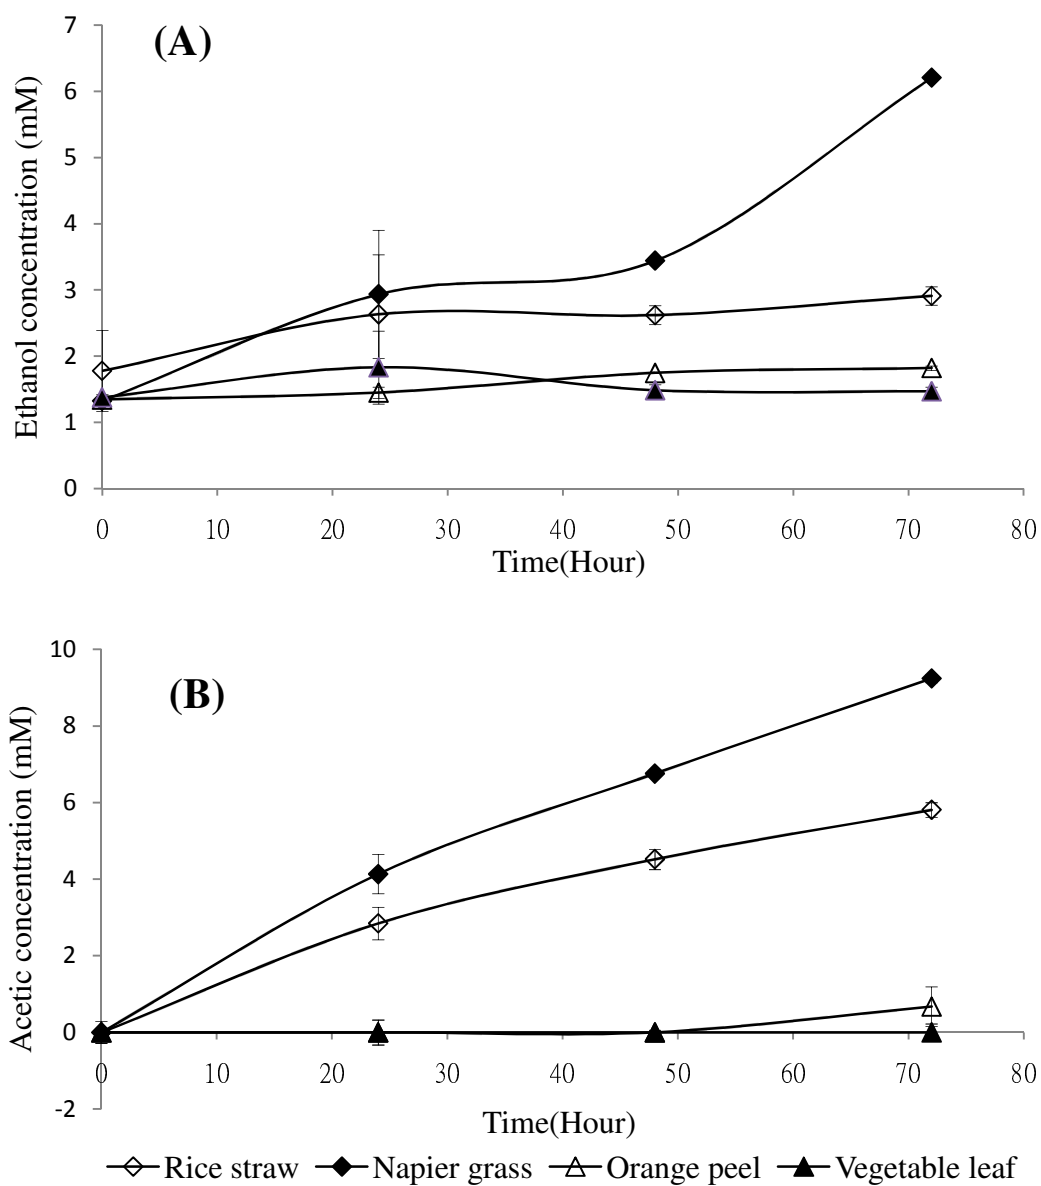 (A)
Ethanol concentration (mM)
7
6
5
4
3
2
1
0
0 10 20 30 40 50 60 70 80
Time(Hour)
(B)
Acetic concentration (mM)
10
8
6
4
2
0
-2
0 10 20 30 40 50 60 70 80
Time(Hour)
Rice straw Napier grass Orange peel Vegetable leaf